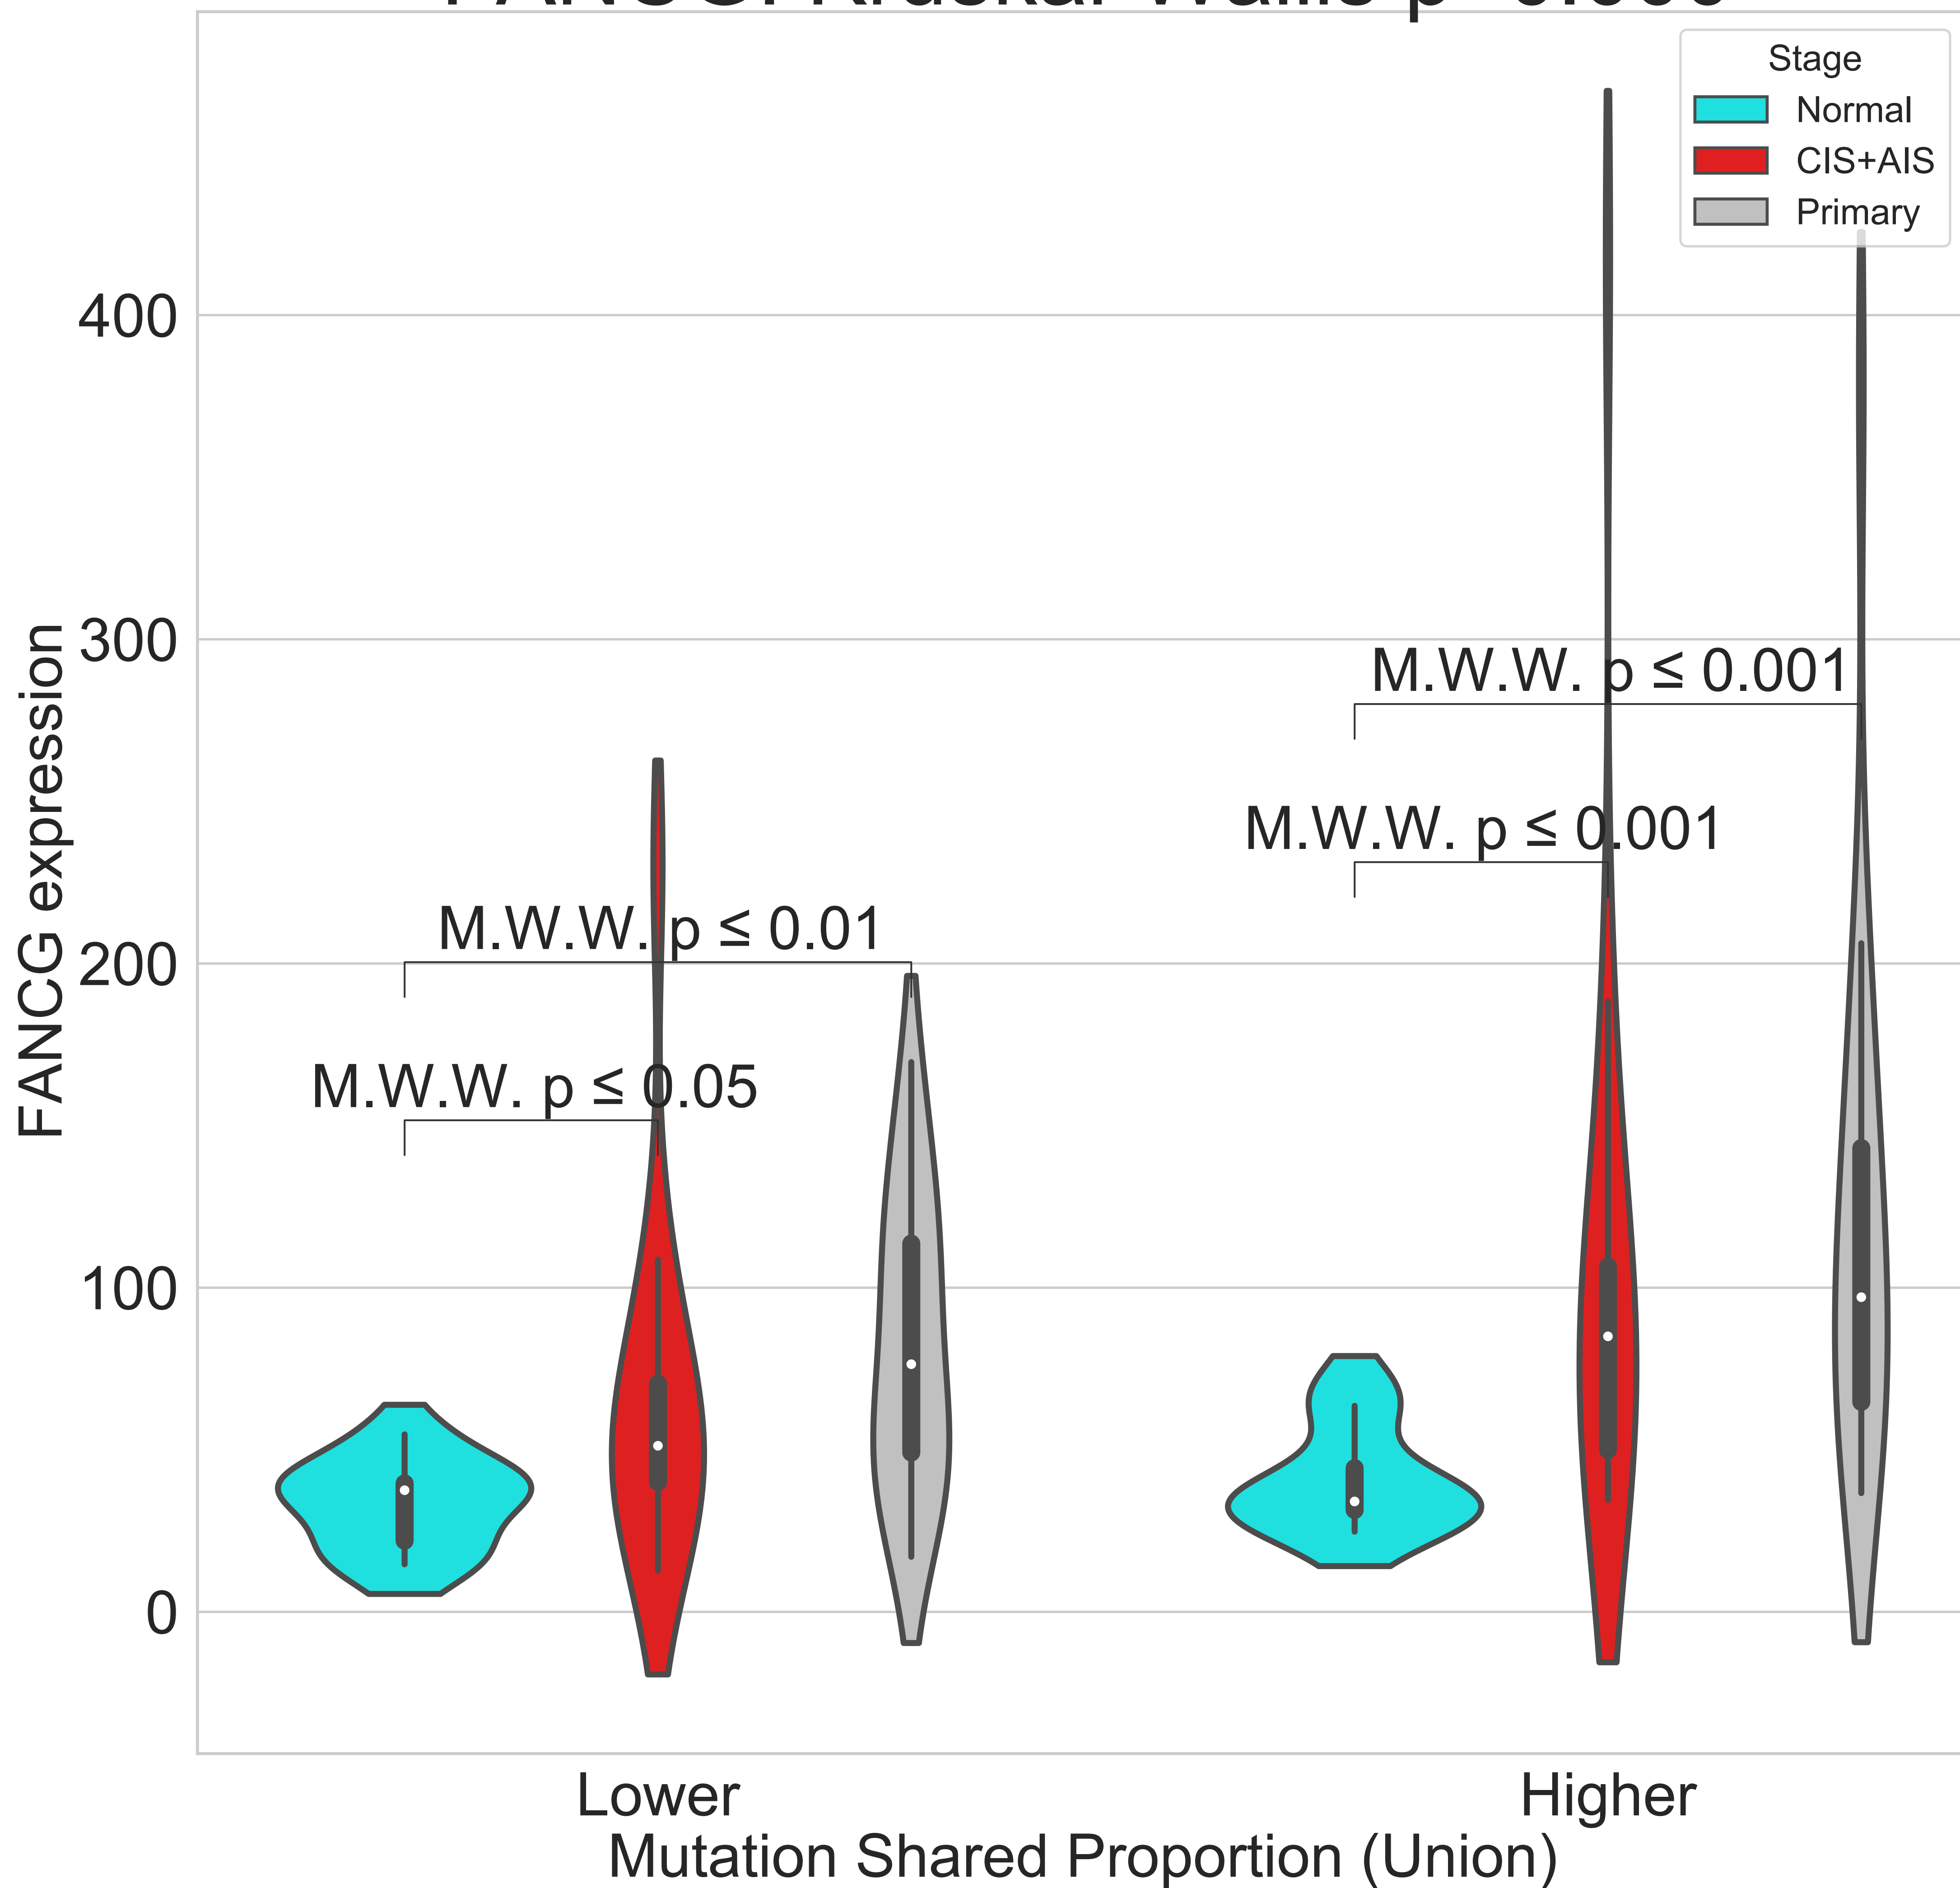 Stage
Normal
CIS+AIS
Primary
400
300
200
100
0
FANCG expression
M.W.W. p ≤ 0.001
M.W.W. p ≤ 0.001
M.W.W. p ≤ 0.01
M.W.W. p ≤ 0.05
Lower
Higher
Mutation Shared Proportion (Union)